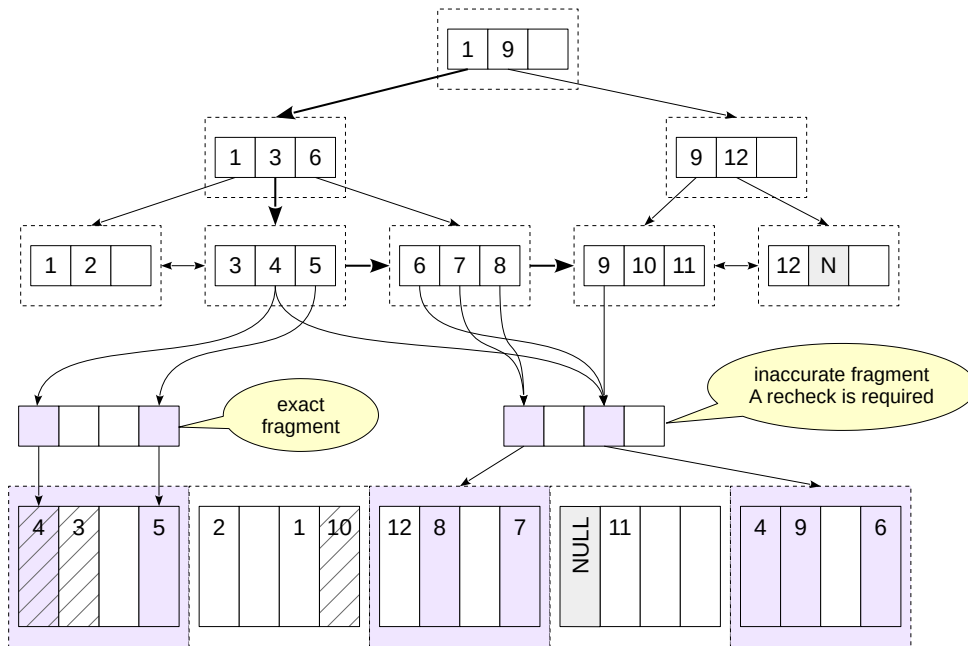 1 9
1 3 6
9 12
1 2
3 4 5
6 7 8
9 10 11
12 N
exact
fragment
inaccurate fragment
A recheck is required
4 3 5
2 1 10
12 8 7
NULL 11
4 9 6